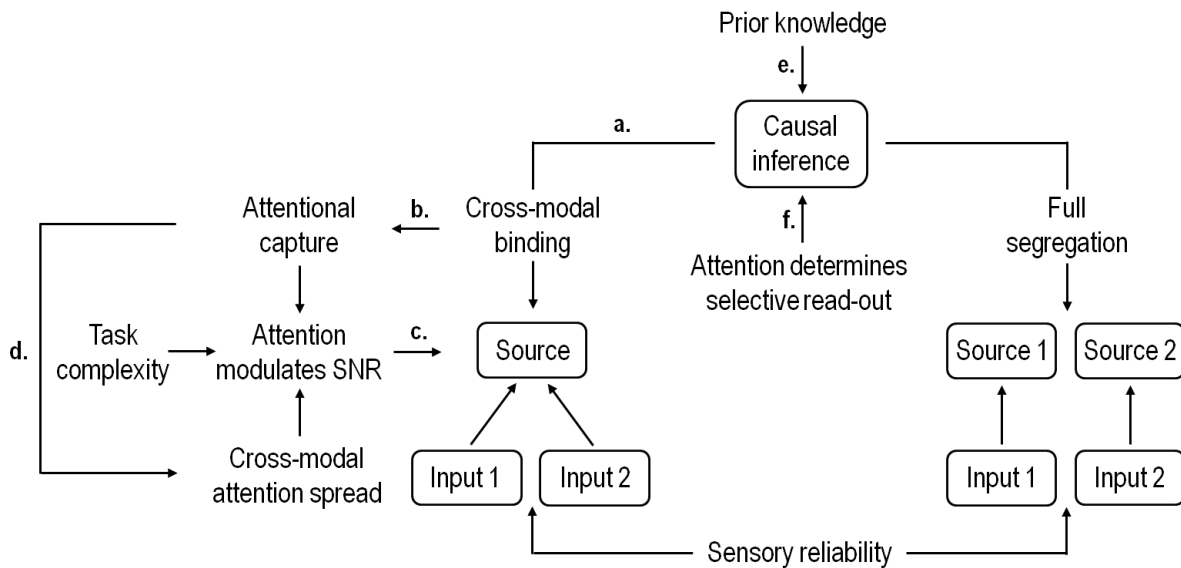 Prior knowledge
e.
a.
Causal
inference
Attentional
capture
b.
Cross-modal
binding
f.
Attention determines
selective read-out
Full
segregation
d.
Task
complexity
Attention
modulates SNR
c.
Source
Source 1
Source 2
Cross-modal
attention spread
Input 1
Input 2
Input 1
Input 2
Sensory reliability